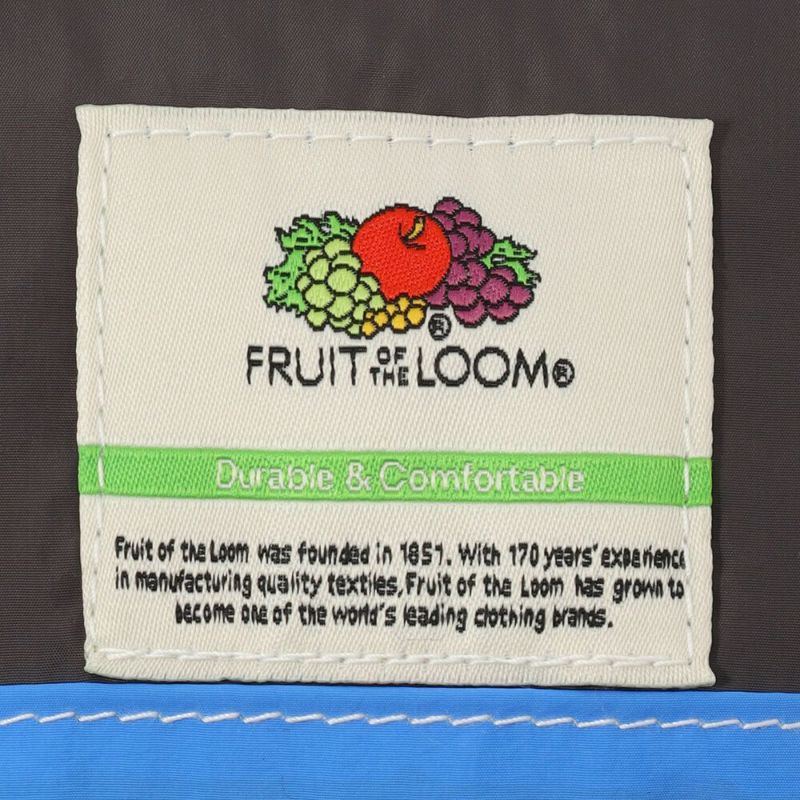 ®
FRUIT OF THE LOOM®
Durable & Comfortable
Fruit of the Loom was founded in 1851. With 170 years' experience
in manufacturing quality textiles, Fruit of the Loom has grown to
become one of the world's leading clothing brands.